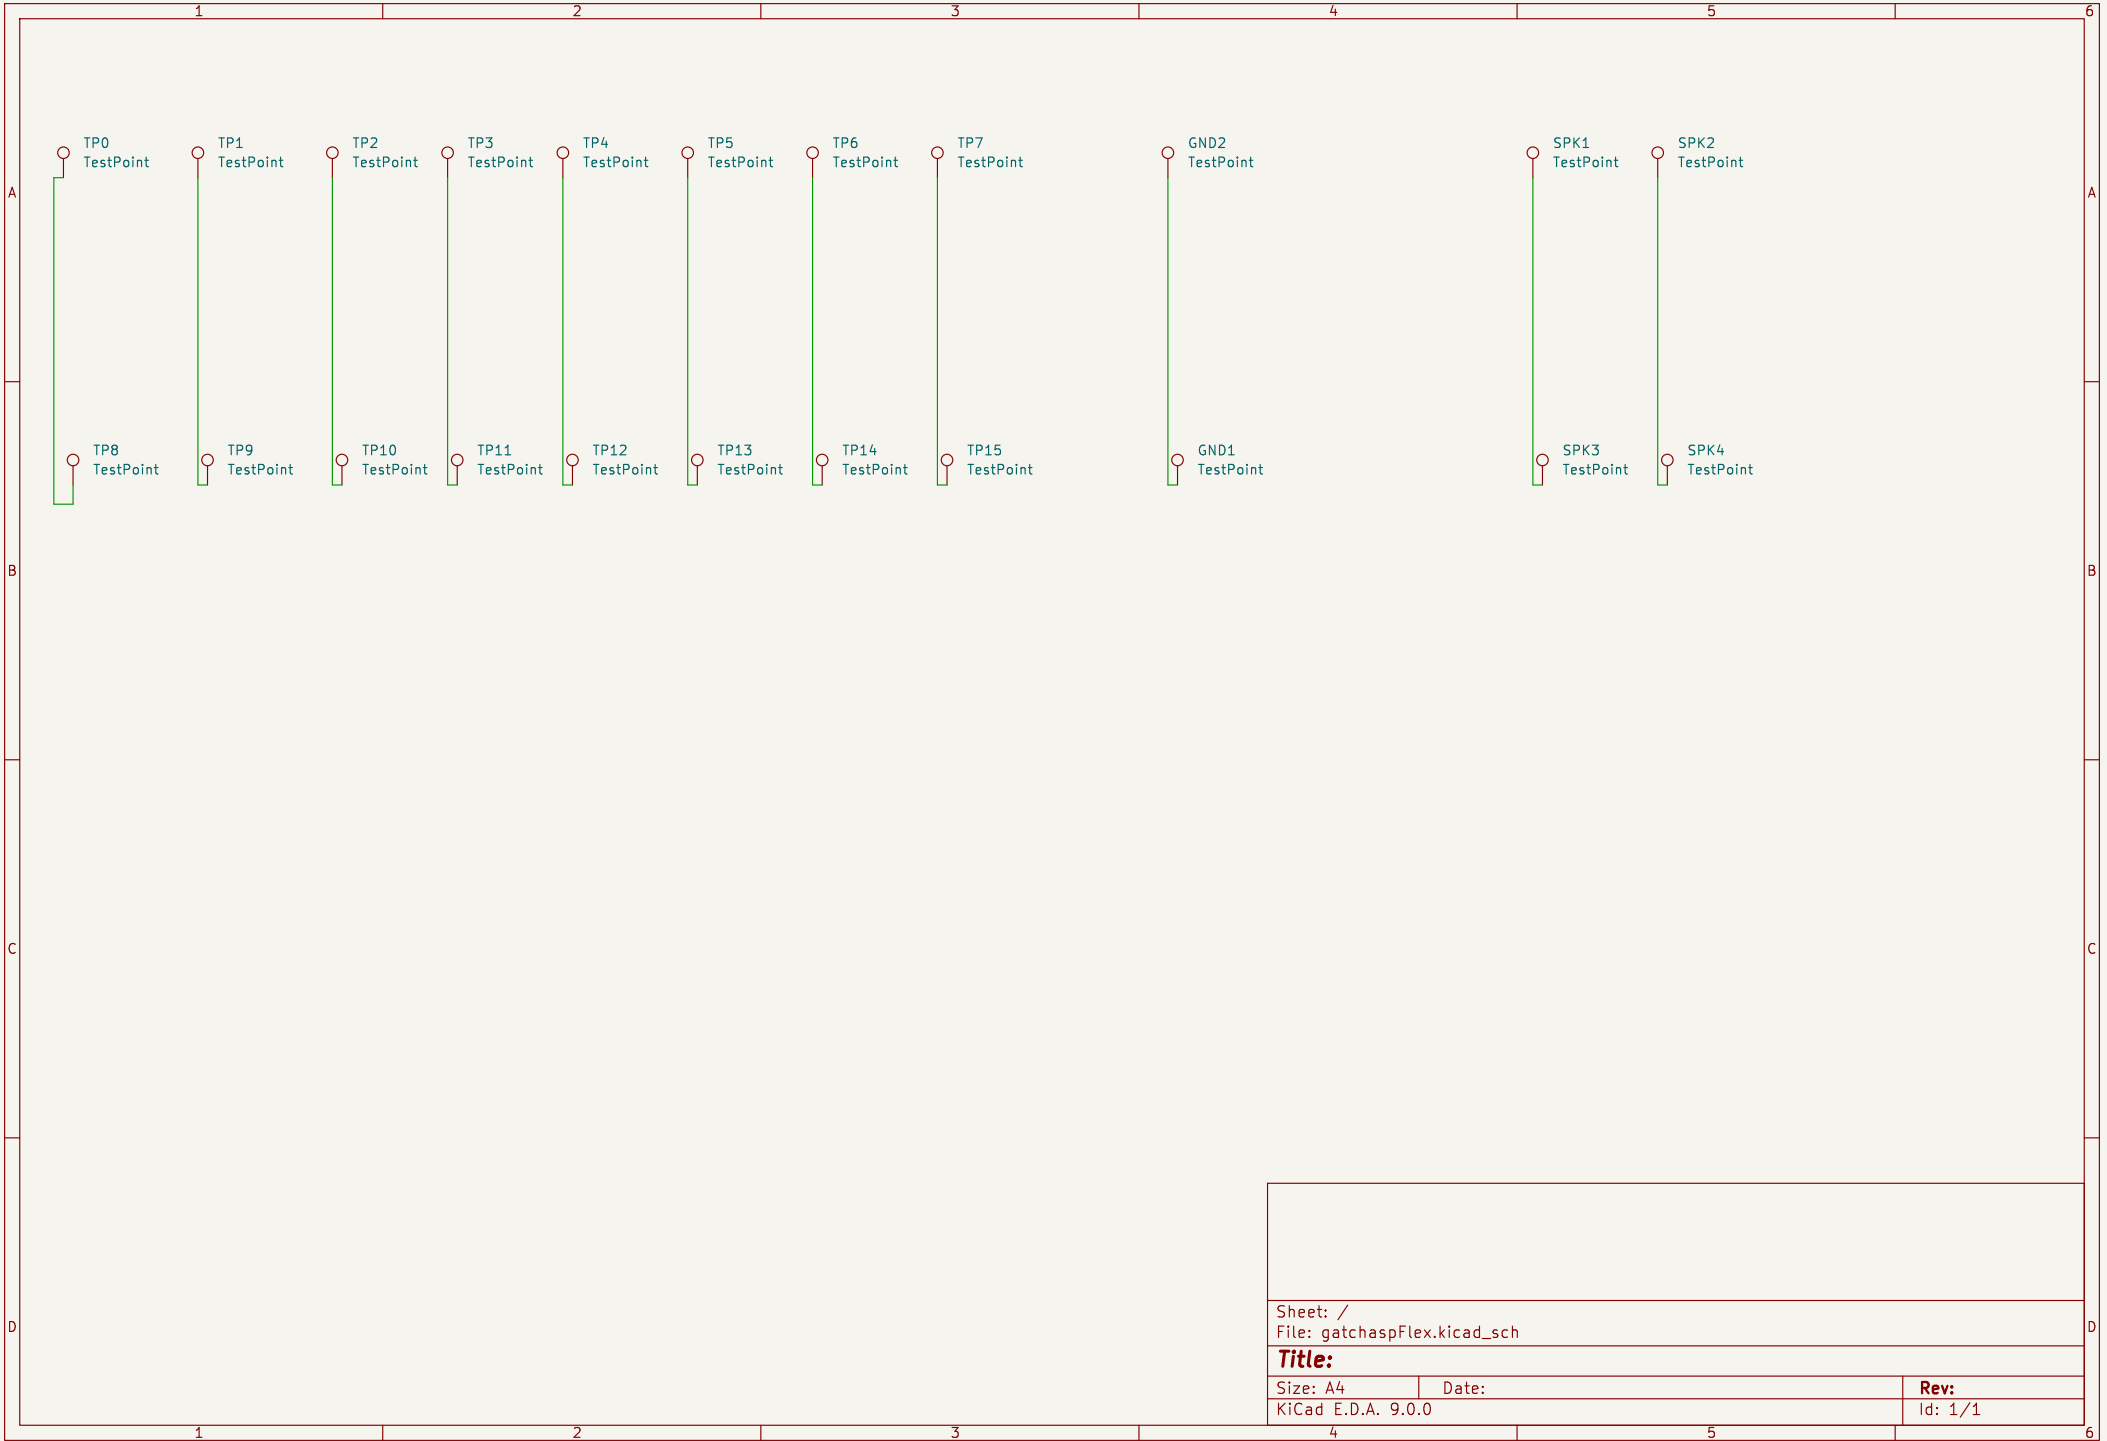 1 2 3 4 5 6
TP0 TP1 TP2 TP3 TP4 TP5 TP6 TP7 GND2 SPK1 SPK2
TestPoint TestPoint TestPoint TestPoint TestPoint TestPoint TestPoint TestPoint TestPoint TestPoint TestPoint
A A
TP8 TP9 TP10 TP11 TP12 TP13 TP14 TP15 GND1 SPK3 SPK4
TestPoint TestPoint TestPoint TestPoint TestPoint TestPoint TestPoint TestPoint TestPoint TestPoint TestPoint
B B
C C
Sheet: /
D D
File: gatchaspFlex.kicad_sch
Title:
Size: A4 Date: Rev:
KiCad E.D.A. 9.0.0 Id: 1/1
1 2 3 4 5 6